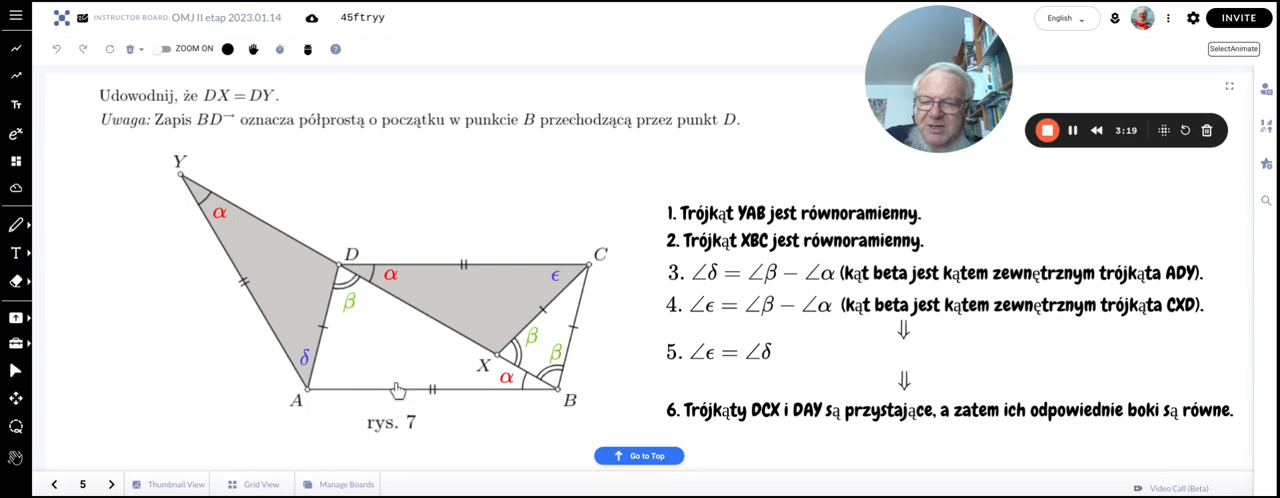 INSTRUCTOR BOARD: OMJ II etap 2023.01.14
45ftryy
English
INVITE
ZOOM ON
SelectAnimate
3:19
Udowodnij, że DX = DY.
Uwaga: Zapis BD→ oznacza półprostą o początku w punkcie B przechodzącą przez punkt D.
Y
α
D
C
α
ϵ
β
β
β
δ
X
α
A
B
rys. 7
1. Trójkąt YAB jest równoramienny.
2. Trójkąt XBC jest równoramienny.
3. ∠δ = ∠β − ∠α (kąt beta jest kątem zewnętrznym trójkąta ADY).
4. ∠ϵ = ∠β − ∠α (kąt beta jest kątem zewnętrznym trójkąta CXD).
⇓
5. ∠ϵ = ∠δ
⇓
6. Trójkąty DCX i DAY są przystające, a zatem ich odpowiednie boki są równe.
Go to Top
5
Thumbnail View
Grid View
Manage Boards
Video Call (Beta)